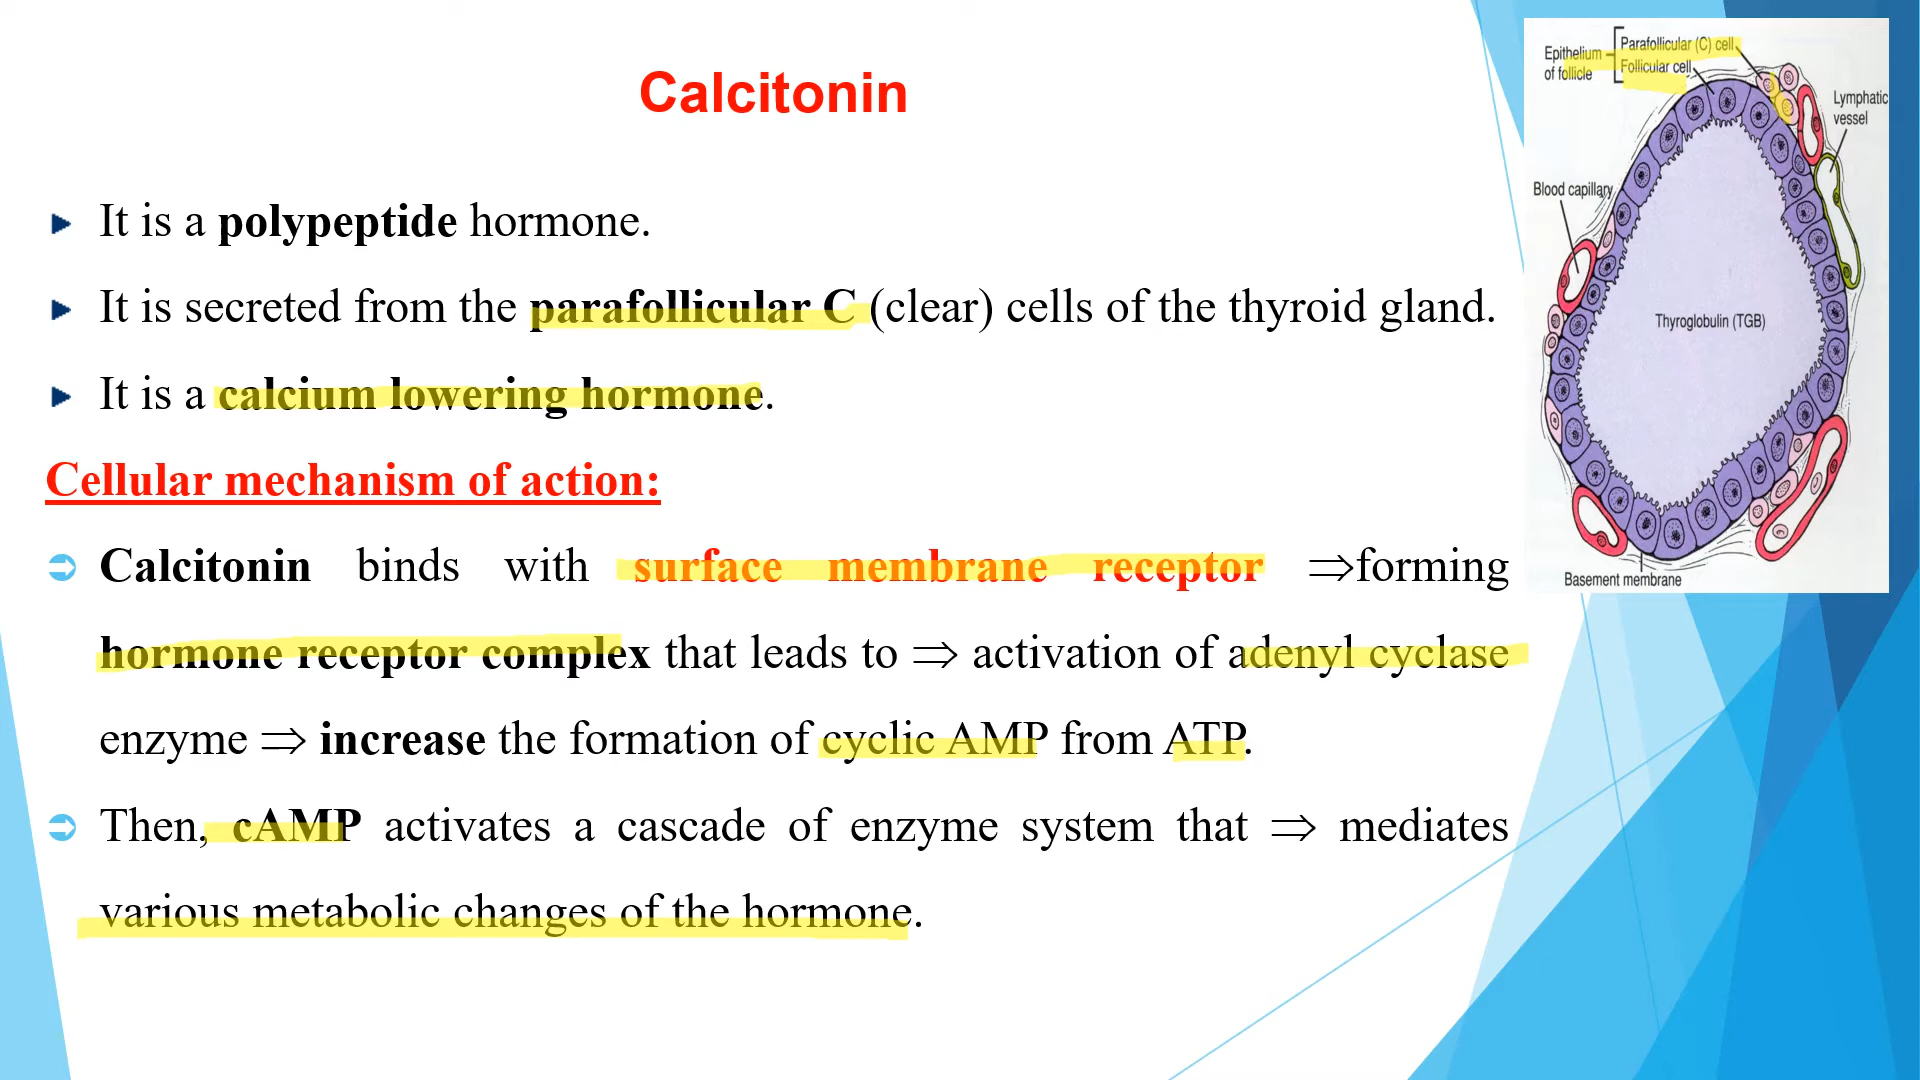 Calcitonin
It is a polypeptide hormone.
It is secreted from the parafollicular C (clear) cells of the thyroid gland.
It is a calcium lowering hormone.
Cellular mechanism of action:
Calcitonin binds with surface membrane receptor ⇒forming
hormone receptor complex that leads to ⇒ activation of adenyl cyclase
enzyme ⇒ increase the formation of cyclic AMP from ATP.
Then, cAMP activates a cascade of enzyme system that ⇒ mediates
various metabolic changes of the hormone.
Epithelium
of follicle
Parafollicular (C) cell
Follicular cell
Lymphatic
vessel
Blood capillary
Thyroglobulin (TGB)
Basement membrane